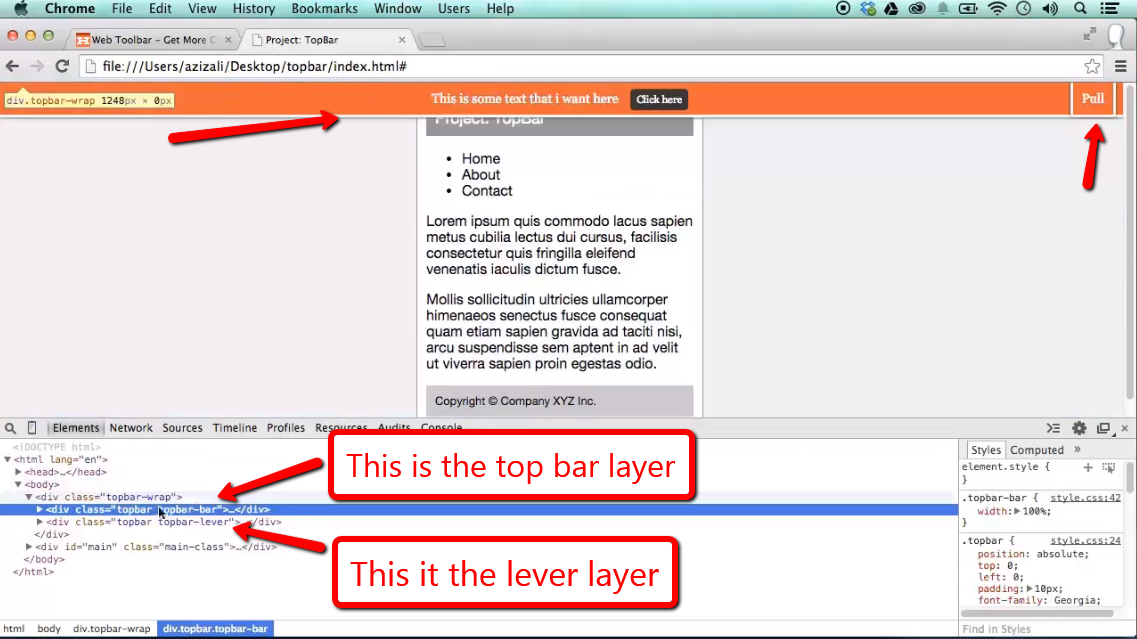 Chrome File Edit View History Bookmarks Window Users Help
Web Toolbar – Get More C
Project: TopBar
file:///Users/azizali/Desktop/topbar/index.html#
div.topbar-wrap 1248px × 0px
This is some text that i want here
Click here
Pull
Project: TopBar
• Home
• About
• Contact
Lorem ipsum quis commodo lacus sapien
metus cubilia lectus dui cursus, facilisis
consectetur quis fringilla eleifend
venenatis iaculis dictum fusce.
Mollis sollicitudin ultricies ullamcorper
himenaeos senectus fusce consequat
quam etiam sapien gravida ad taciti nisi,
arcu suspendisse sem aptent in ad velit
ut viverra sapien proin egestas odio.
Copyright © Company XYZ Inc.
Elements Network Sources Timeline Profiles Resources Audits Console
<!DOCTYPE html>
<html lang="en">
<head>…</head>
<body>
<div class="topbar-wrap">
<div class="topbar topbar-bar">…</div>
<div class="topbar topbar-lever">…</div>
</div>
<div id="main" class="main-class">…</div>
</body>
</html>
This is the top bar layer
This it the lever layer
Styles Computed »
element.style {
}
.topbar-bar { style.css:42
width: 100%;
}
.topbar { style.css:24
position: absolute;
top: 0;
left: 0;
padding: 10px;
font-family: Georgia;
html body div.topbar-wrap div.topbar.topbar-bar
Find in Styles